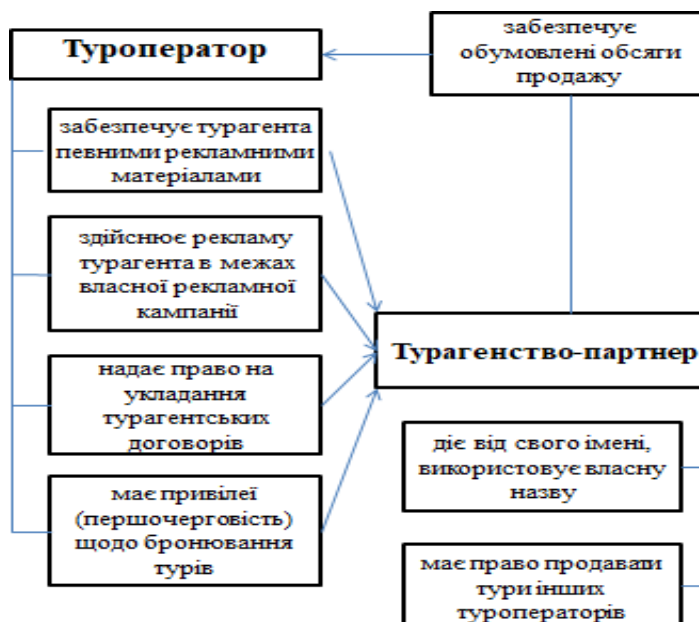 Туроператор
забезпечує
обумовлені обсяги
продажу
забезпечує турагента
певними рекламними
матеріалами
здійснює рекламу
турагента в межах
власної рекламної
кампанії
Турагенство-партнер
надає право на
укладання
турагентських
договорів
діє від свого імені,
використовує власну
назву
має привілеї
(першочерговість)
щодо бронювання
турів
має право продавати
тури інших
туроператорів